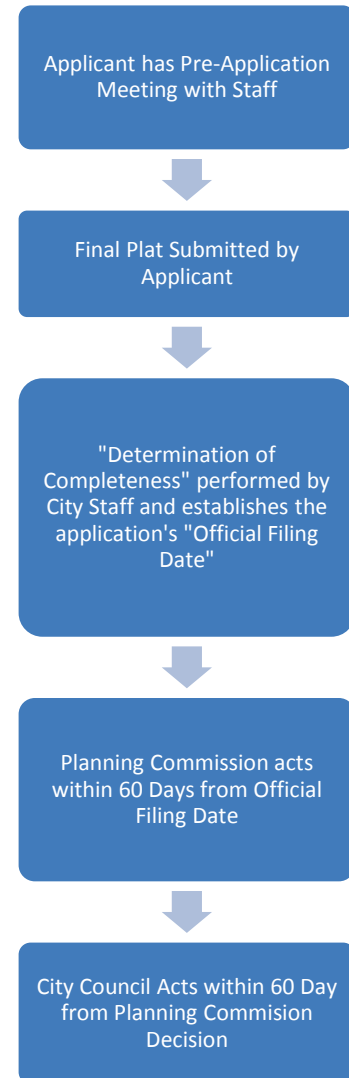 Applicant has Pre-Application
Meeting with Staff
Final Plat Submitted by
Applicant
"Determination of
Completeness" performed by
City Staff and establishes the
application's "Official Filing
Date"
Planning Commission acts
within 60 Days from Official
Filing Date
City Council Acts within 60 Day
from Planning Commision
Decision